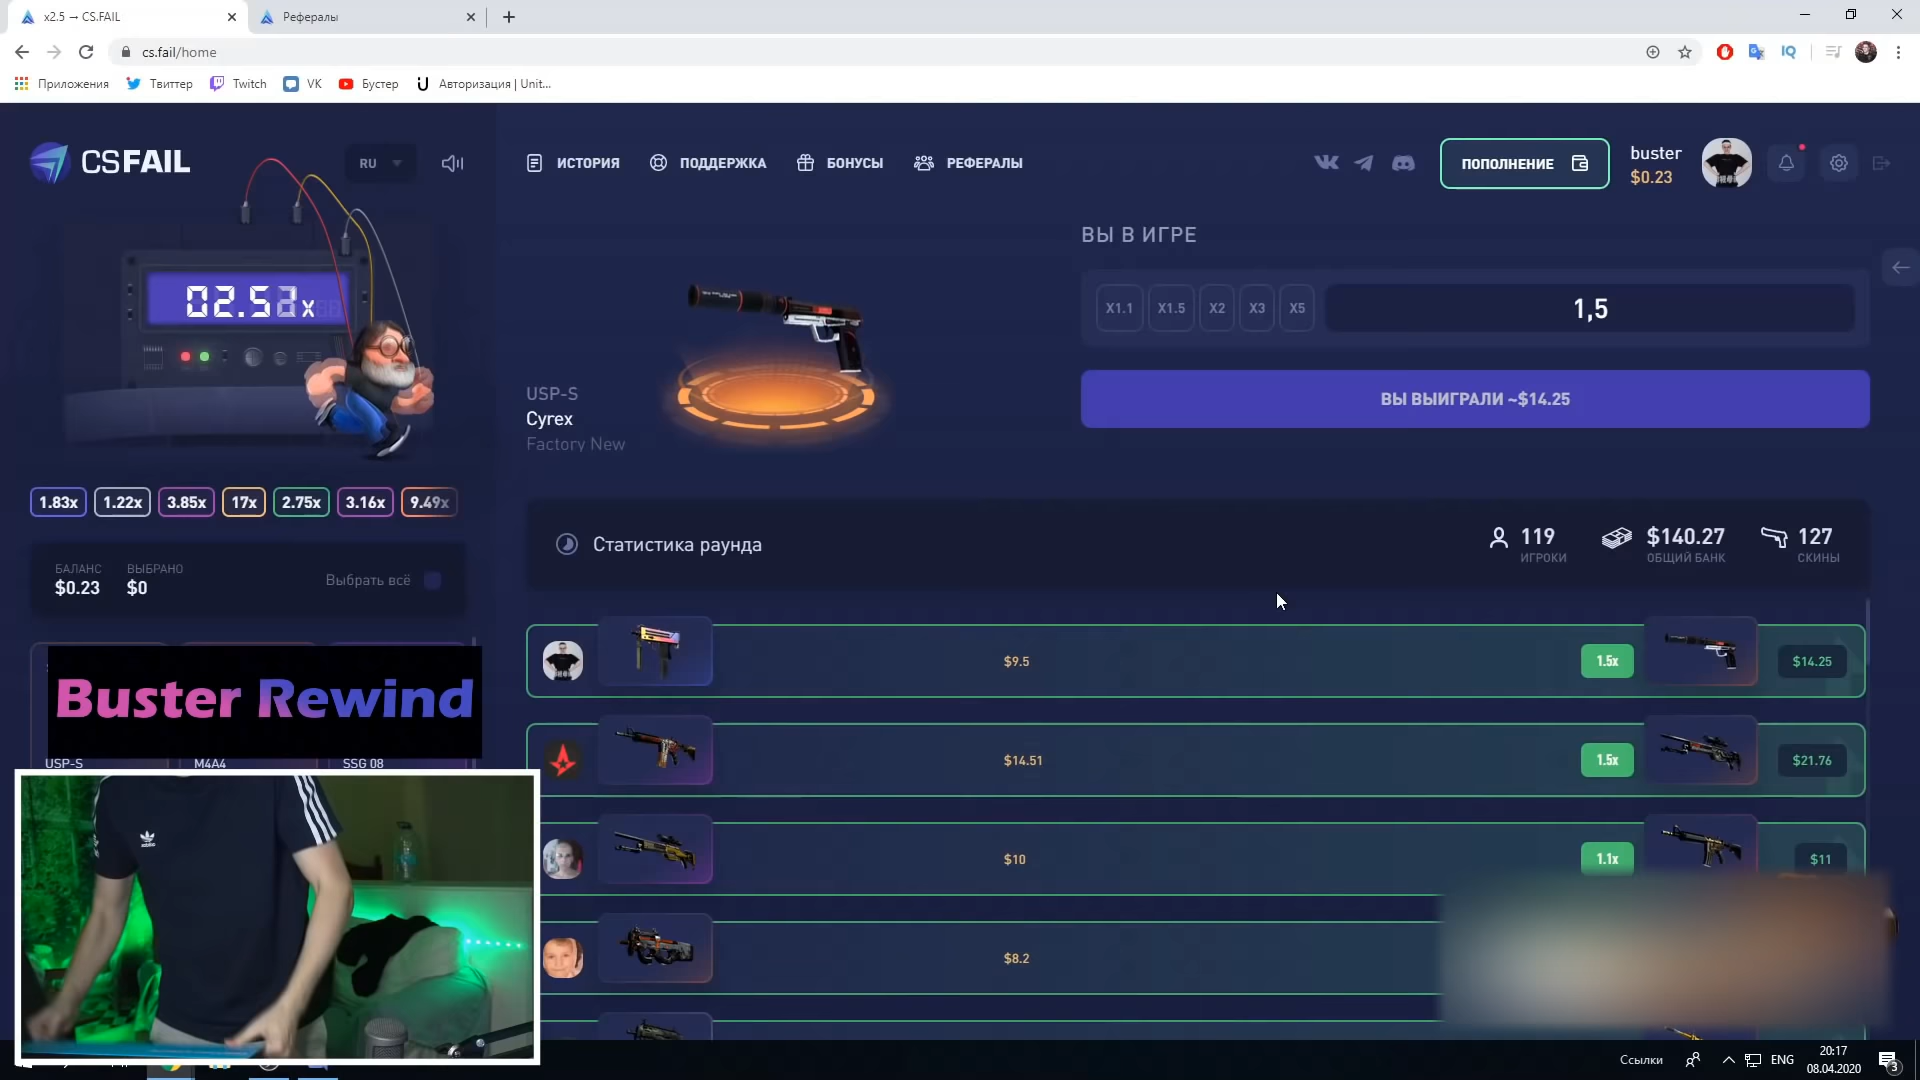 x2.5 → CS.FAIL
Рефералы
cs.fail/home
Приложения
Твиттер
Twitch
VK
Бустер
Авторизация | Unit...
CSFAIL
RU
ИСТОРИЯ
ПОДДЕРЖКА
БОНУСЫ
РЕФЕРАЛЫ
ПОПОЛНЕНИЕ
buster
$0.23
ВЫ В ИГРЕ
X1.1
X1.5
X2
X3
X5
1,5
ВЫ ВЫИГРАЛИ ~$14.25
USP-S
Cyrex
Factory New
1.83x
1.22x
3.85x
17x
2.75x
3.16x
9.49x
БАЛАНС
$0.23
ВЫБРАНО
$0
Выбрать всё
Статистика раунда
119
ИГРОКИ
$140.27
ОБЩИЙ БАНК
127
СКИНЫ
$9.5
1.5x
$14.25
Buster Rewind
USP-S
M4A4
SSG 08
$14.51
1.5x
$21.76
$10
1.1x
$11
$8.2
adidas
Ссылки
ENG
20:17
08.04.2020
3